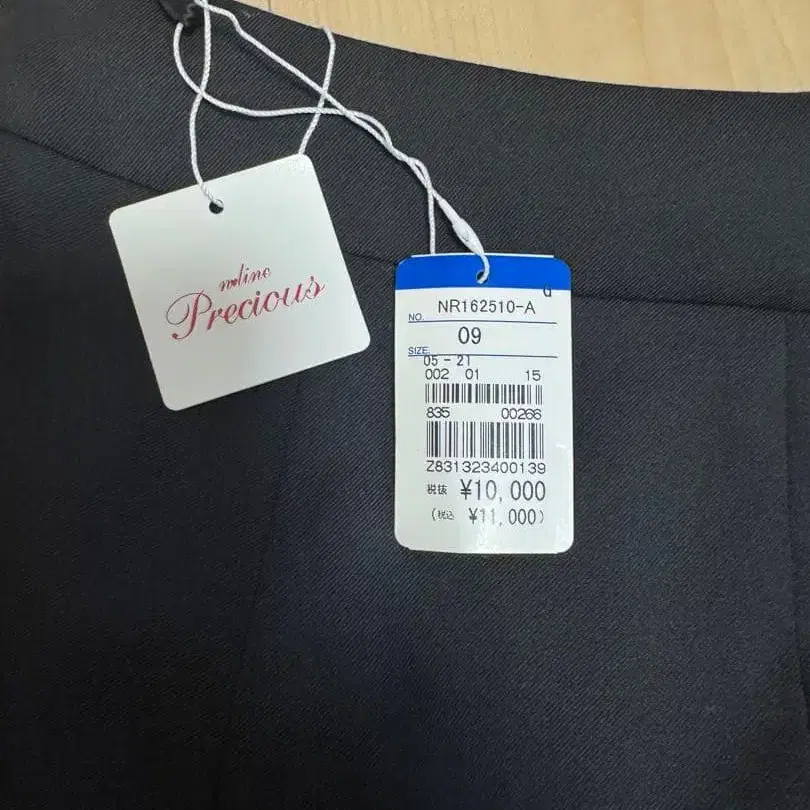 n•line
Precious
d
NO. NR162510-A
SIZE. 09
05-21
002 01 15
835 00266
Z831323400139
税抜 ¥10,000
(税込 ¥11,000)